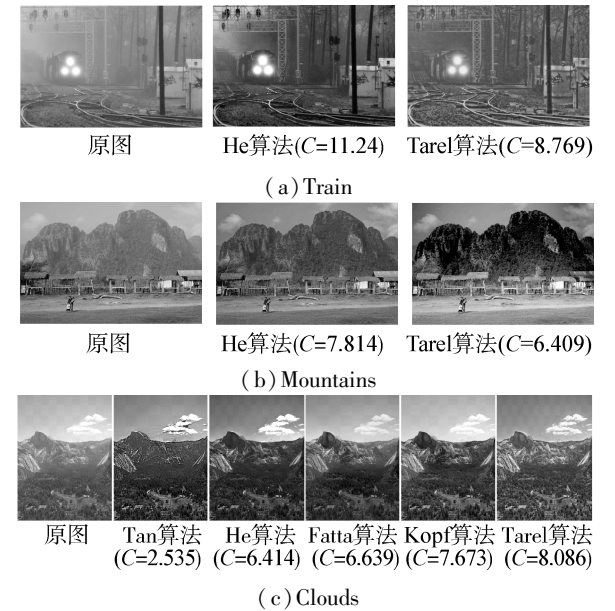 原图 He算法(C=11.24) Tarel算法(C=8.769)
(a)Train
原图 He算法(C=7.814) Tarel算法(C=6.409)
(b)Mountains
原图 Tan算法 He算法 Fatta算法 Kopf算法 Tarel算法
(C=2.535) (C=6.414) (C=6.639) (C=7.673) (C=8.086)
(c)Clouds